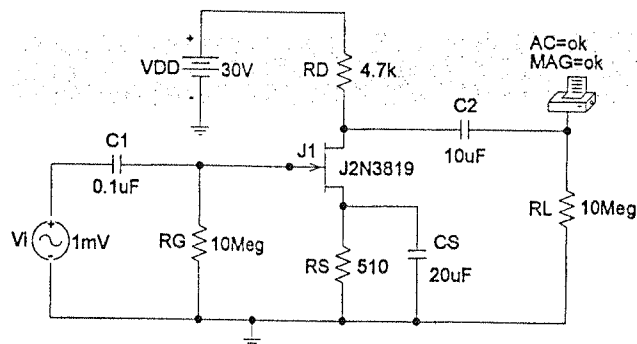 AC=ok
MAG=ok
+
VDD
30V
-
RD
4.7k
C2
10uF
C1
0.1uF
J1
J2N3819
RL
10Meg
Vi
+
1mV
-
RG
10Meg
RS
510
CS
20uF